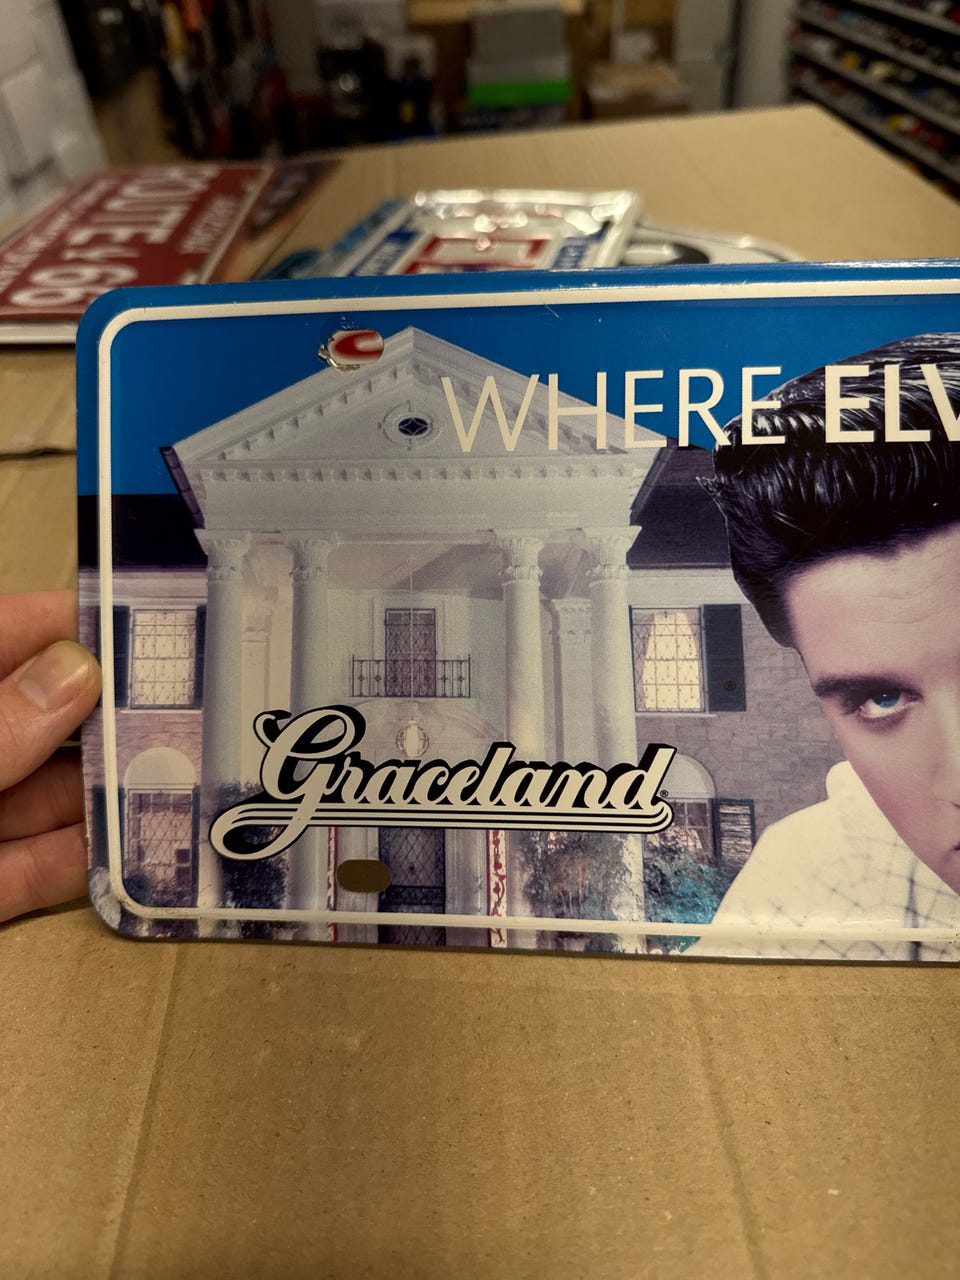 ROUTE
66
WHERE ELV
Graceland®
®